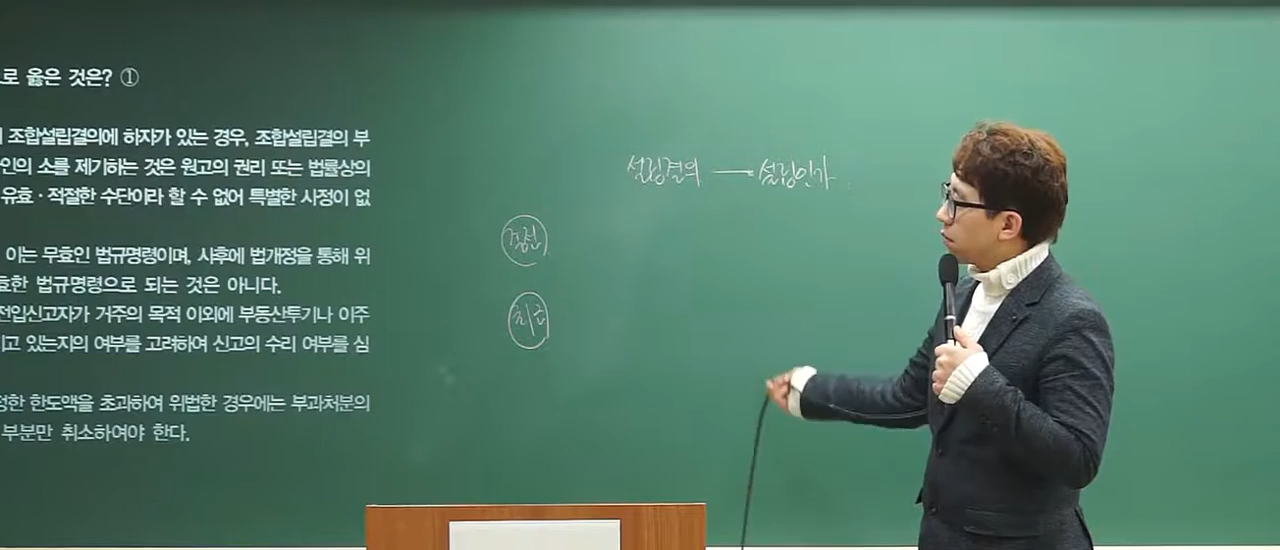 로 옳은 것은? ①
조합설립결의에 하자가 있는 경우, 조합설립결의 부
인의 소를 제기하는 것은 원고의 권리 또는 법률상의
유효·적절한 수단이라 할 수 없어 특별한 사정이 없
이는 무효인 법규명령이며, 사후에 법개정을 통해 위
효한 법규명령으로 되는 것은 아니다.
전입신고자가 거주의 목적 이외에 부동산투기나 이주
고 있는지의 여부를 고려하여 신고의 수리 여부를 심
정한 한도액을 초과하여 위법한 경우에는 부과처분의
부분만 취소하여야 한다.
설립결의 → 설립인가
종전
최근